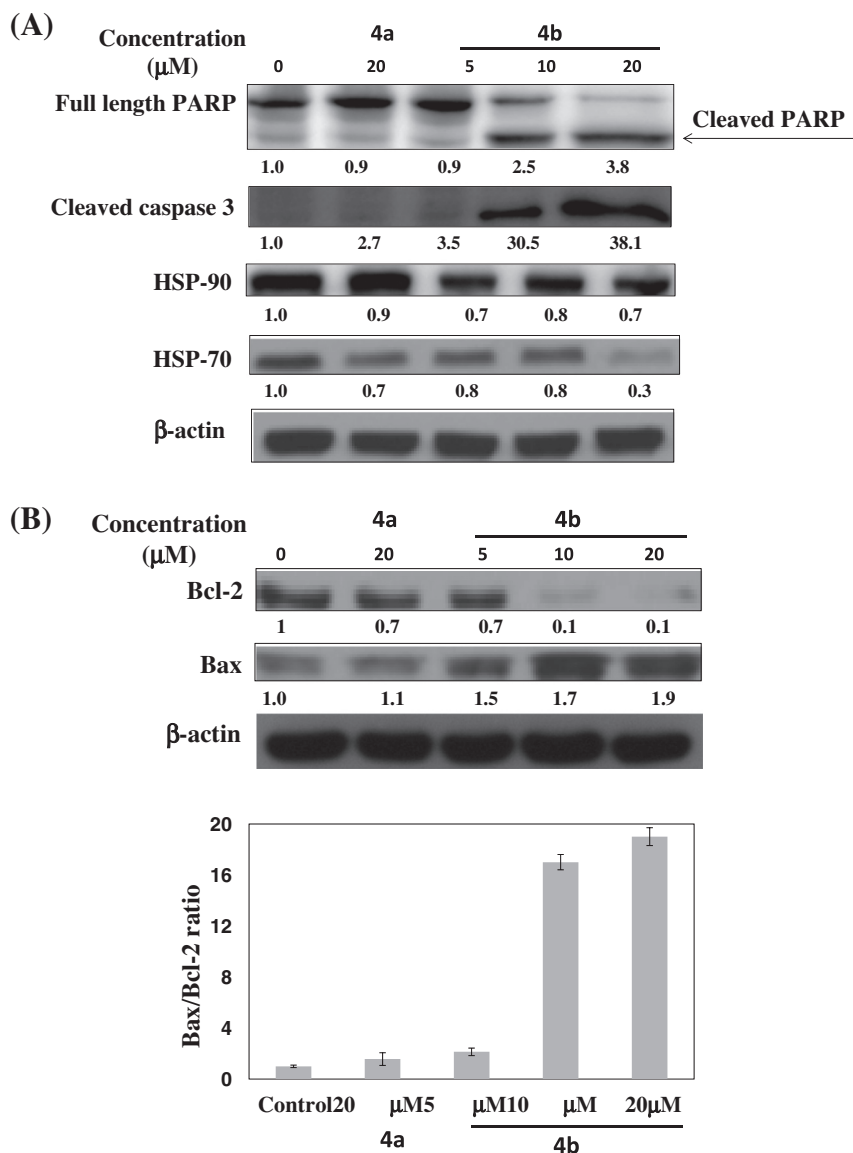 (A)
Concentration 4a 4b
(μM) 0 20 5 10 20
Full length PARP
Cleaved PARP
1.0 0.9 0.9 2.5 3.8
Cleaved caspase 3
1.0 2.7 3.5 30.5 38.1
HSP-90
1.0 0.9 0.7 0.8 0.7
HSP-70
1.0 0.7 0.8 0.8 0.3
β-actin
(B)
Concentration 4a 4b
(μM) 0 20 5 10 20
Bcl-2
1 0.7 0.7 0.1 0.1
Bax
1.0 1.1 1.5 1.7 1.9
β-actin
20
16
12
8
4
0
Bax/Bcl-2 ratio
Control20 μM5 μM10 μM 20μM
4a 4b